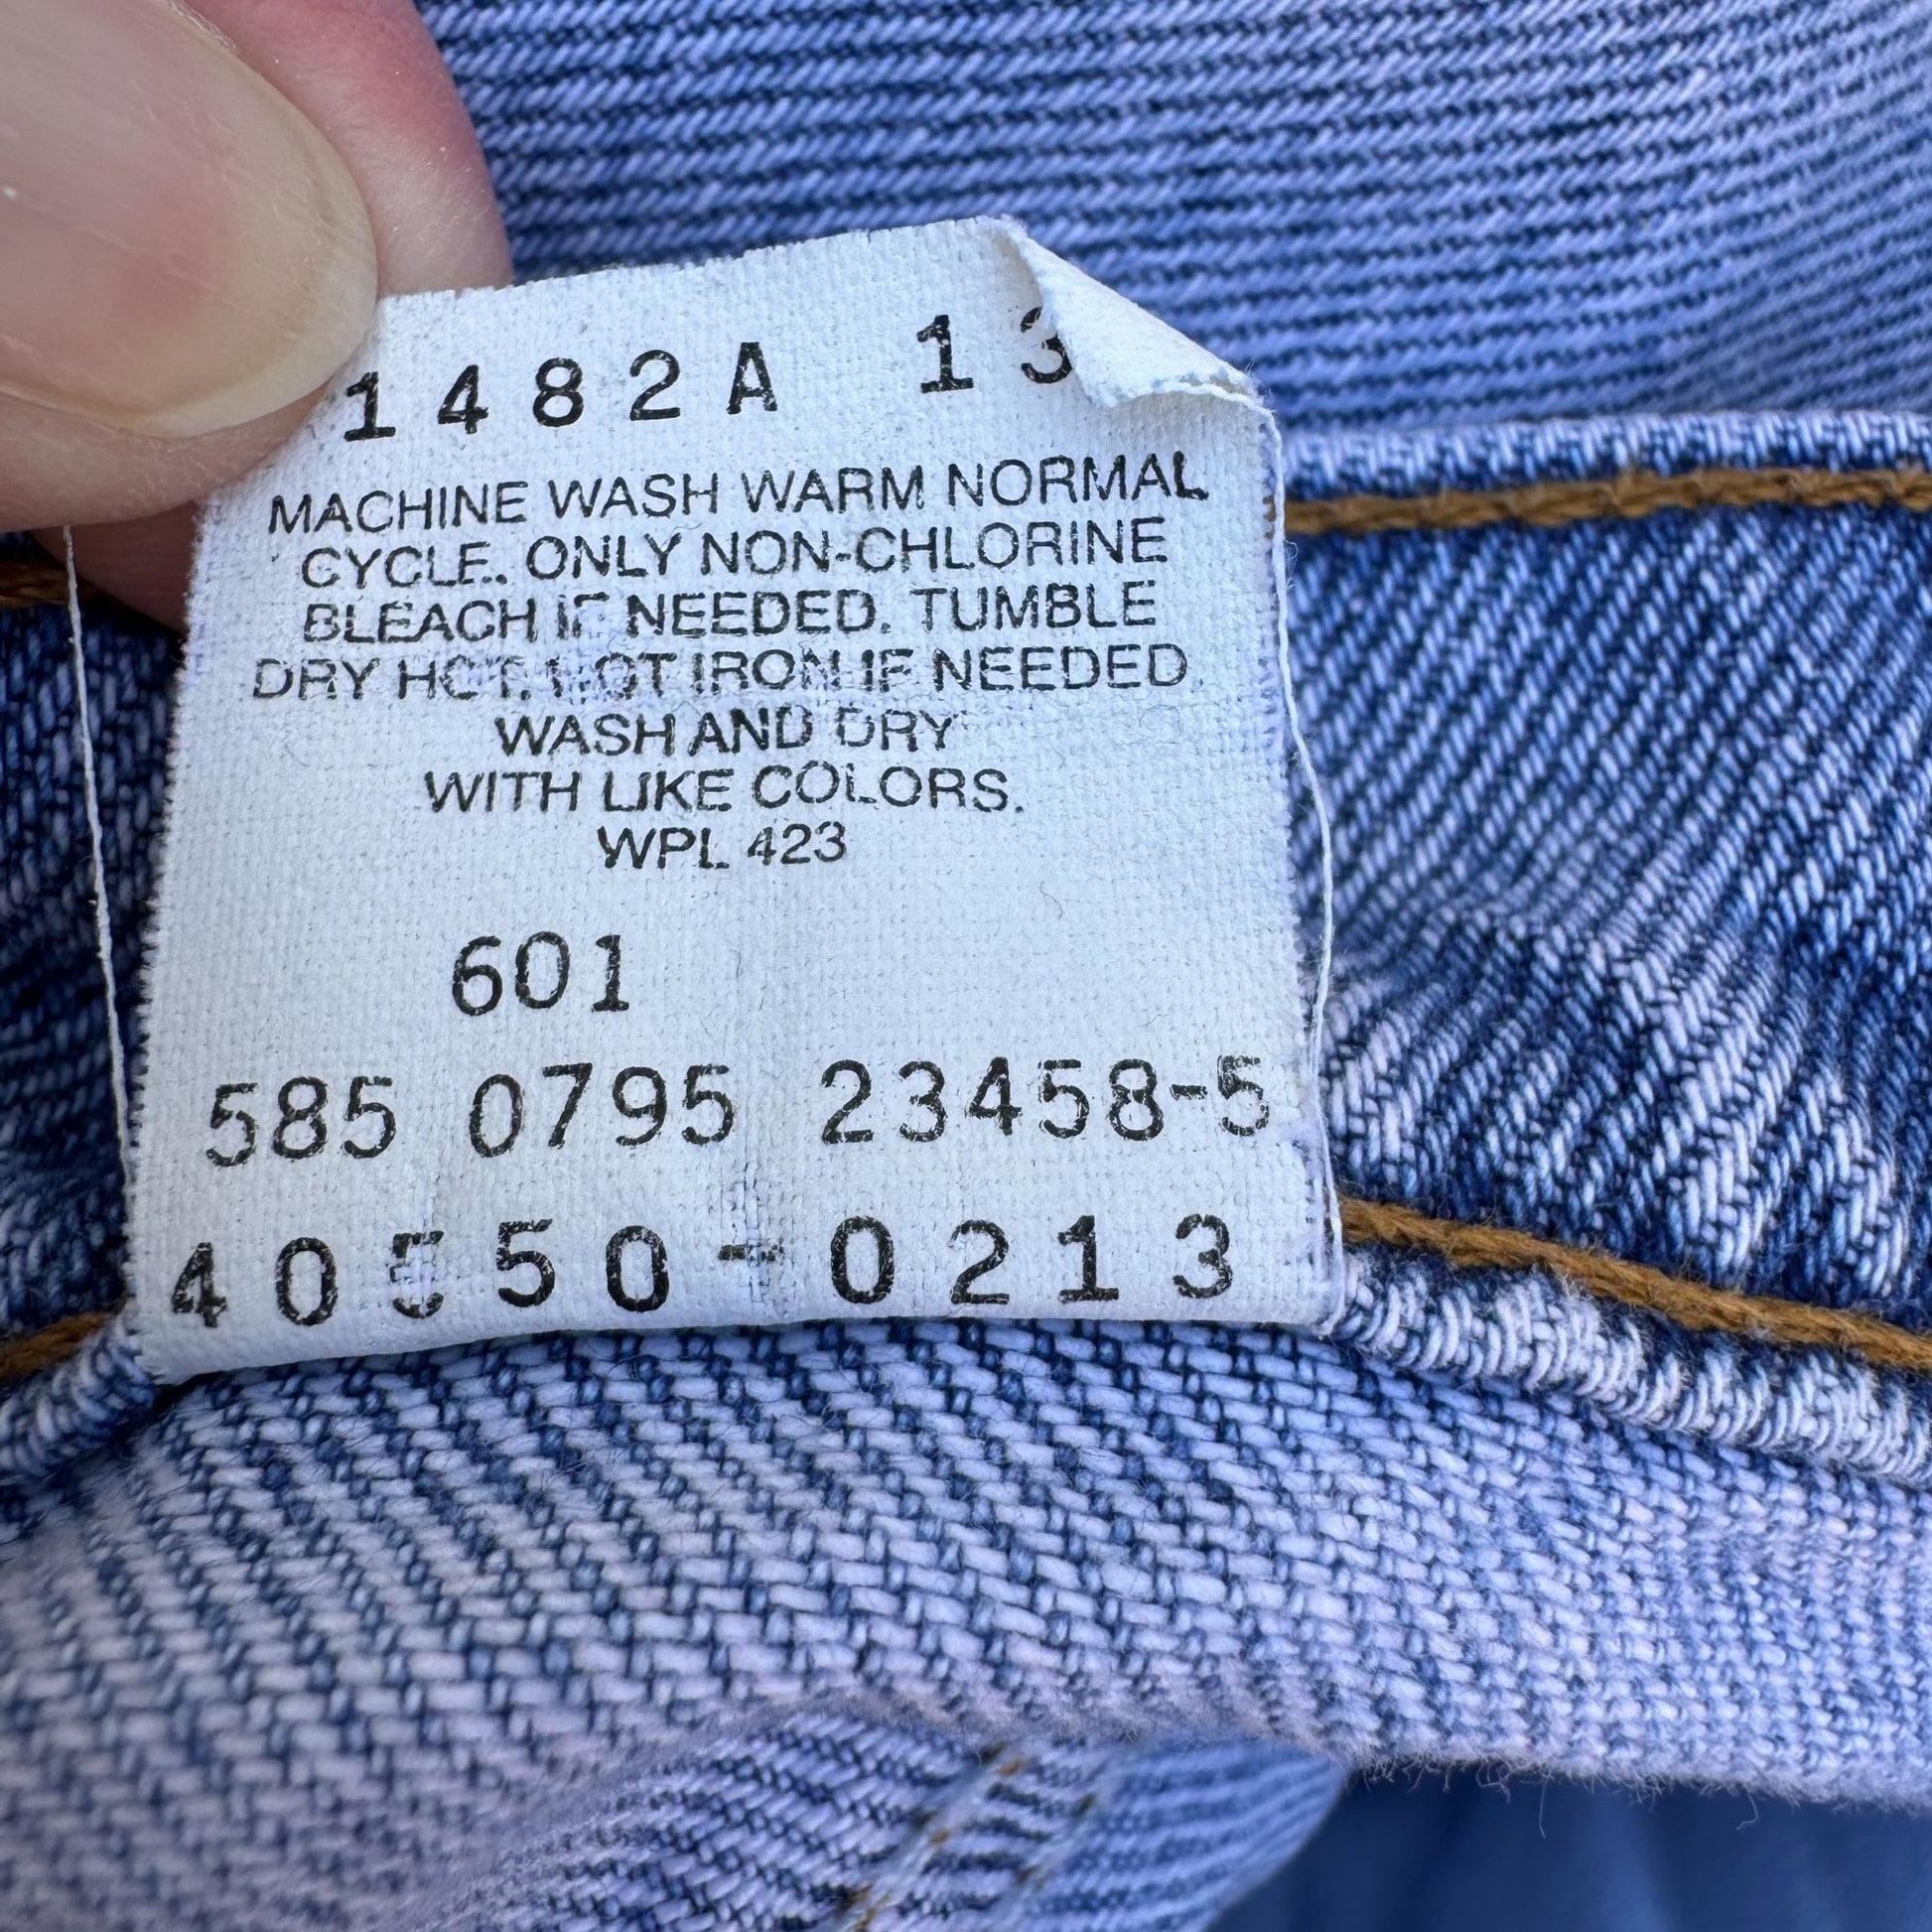 1482A 13
MACHINE WASH WARM NORMAL
CYCLE. ONLY NON-CHLORINE
BLEACH IF NEEDED. TUMBLE
DRY HOT. HOT IRON IF NEEDED.
WASH AND DRY
WITH LIKE COLORS.
WPL 423
601
585 0795 23458-5
40550-0213